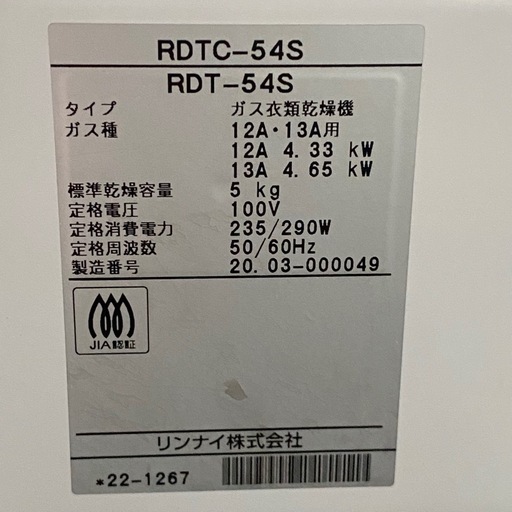 RDTC-54S
RDT-54S
タイプ ガス衣類乾燥機
ガス種 12A・13A用
12A 4.33 kW
13A 4.65 kW
標準乾燥容量 5 kg
定格電圧 100V
定格消費電力 235/290W
定格周波数 50/60Hz
製造番号 20.03-000049
JIA認証
リンナイ株式会社
*22-1267